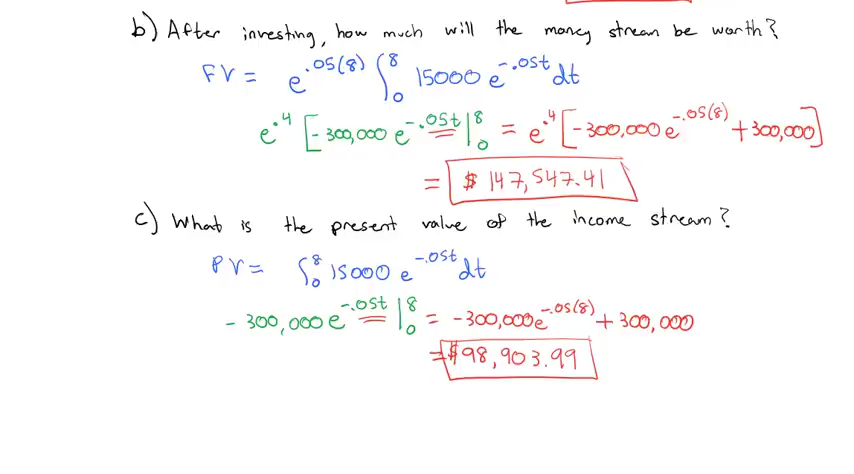 b) After investing, how much will the money stream be worth?
FV = e^.05(8) ∫₀⁸ 15000 e^-.05t dt
e^.4 [-300,000 e^-.05t |₀⁸ = e^.4 [-300,000e^-.05(8) + 300,000]
= $147,547.41
c) What is the present value of the income stream?
PV = ∫₀⁸ 15000 e^-.05t dt
-300,000 e^-.05t |₀⁸ = -300,000e^-.05(8) + 300,000
= $98,903.99